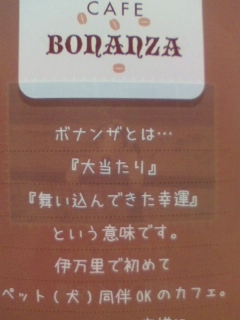 CAFE
BONANZA
ボナンザとは…
『大当たり』
『舞い込んできた幸運』
という意味です。
伊万里で初めて
ペット(犬)同伴OKのカフェ。